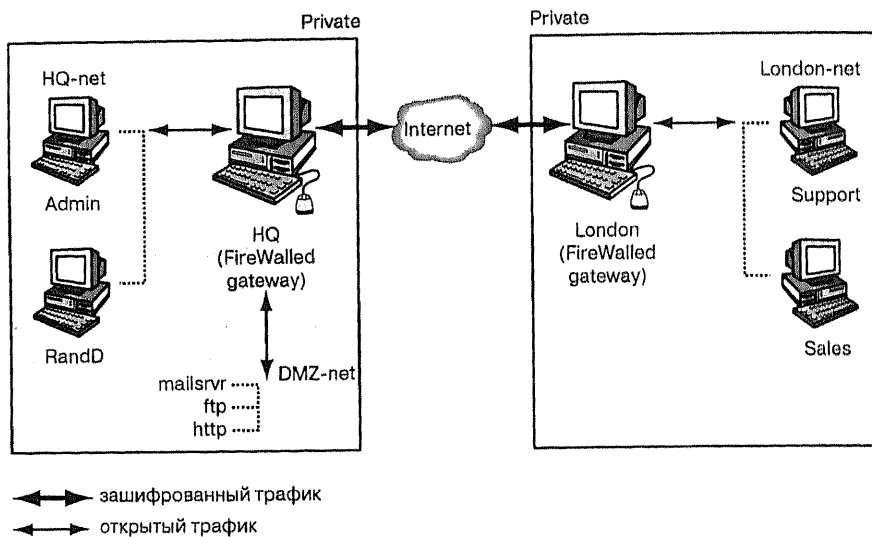 Private
Private
HQ-net
Admin
RandD
HQ
(FireWalled
gateway)
DMZ-net
mailsrvr
ftp
http
Internet
London
(FireWalled
gateway)
London-net
Support
Sales
зашифрованный трафик
открытый трафик